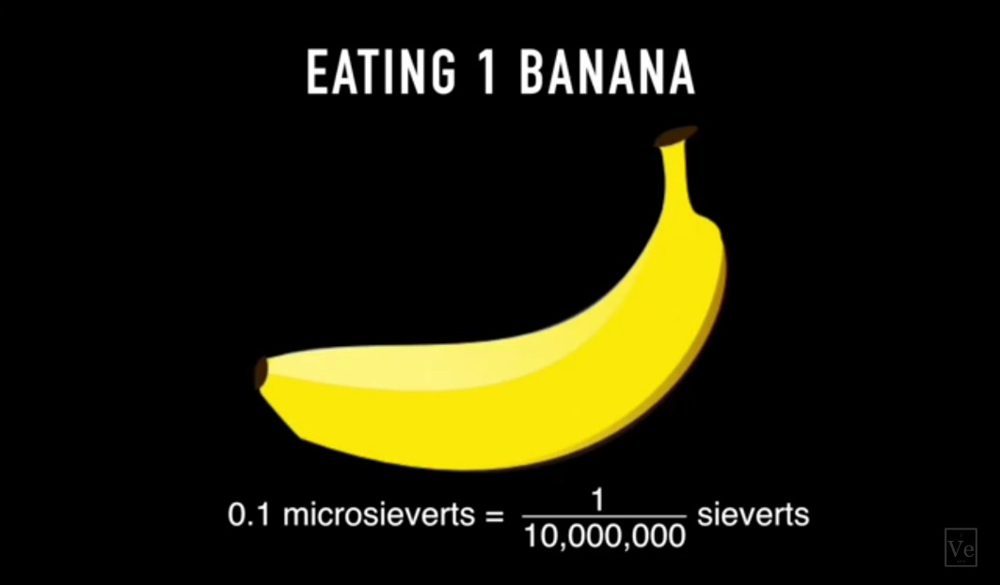 EATING 1 BANANA
0.1 microsieverts = 1/10,000,000 sieverts
Ve